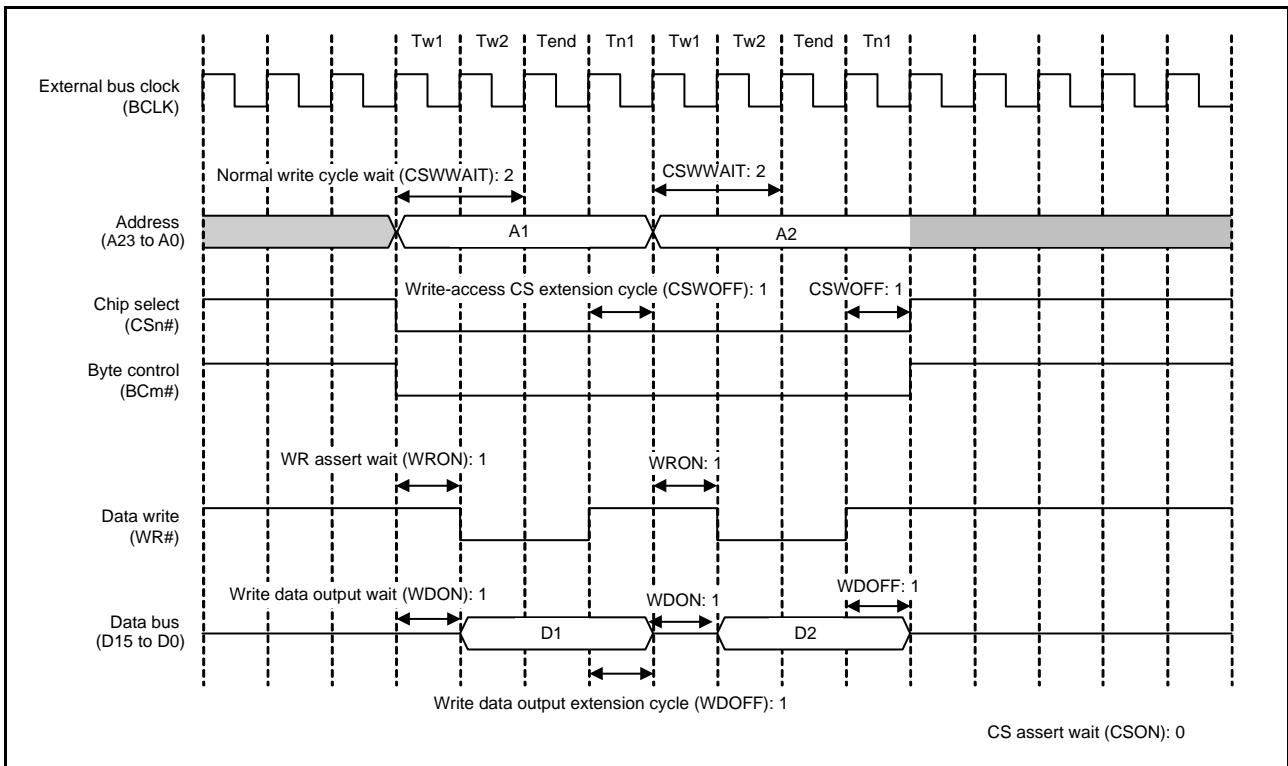 Tw1 Tw2 Tend Tn1 Tw1 Tw2 Tend Tn1
External bus clock
(BCLK)
Normal write cycle wait (CSWWAIT): 2
CSWWAIT: 2
Address
(A23 to A0)
A1
A2
Write-access CS extension cycle (CSWOFF): 1
CSWOFF: 1
Chip select
(CSn#)
Byte control
(BCm#)
WR assert wait (WRON): 1
WRON: 1
Data write
(WR#)
Write data output wait (WDON): 1
WDON: 1
WDOFF: 1
Data bus
(D15 to D0)
D1
D2
Write data output extension cycle (WDOFF): 1
CS assert wait (CSON): 0